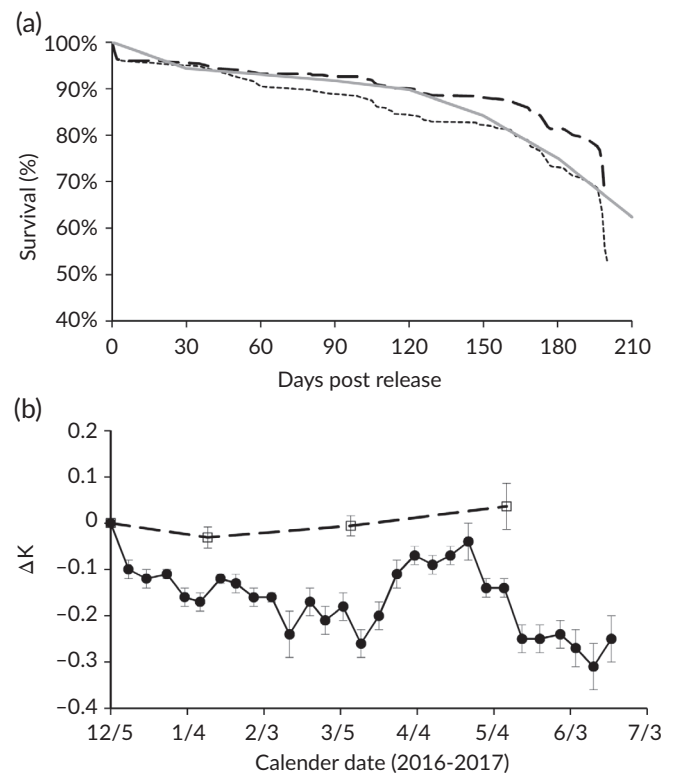 (a)
100%
90%
80%
70%
60%
50%
40%
Survival (%)
0 30 60 90 120 150 180 210
Days post release
(b)
0.2
0.1
0
−0.1
−0.2
−0.3
−0.4
ΔK
12/5 1/4 2/3 3/5 4/4 5/4 6/3 7/3
Calender date (2016-2017)